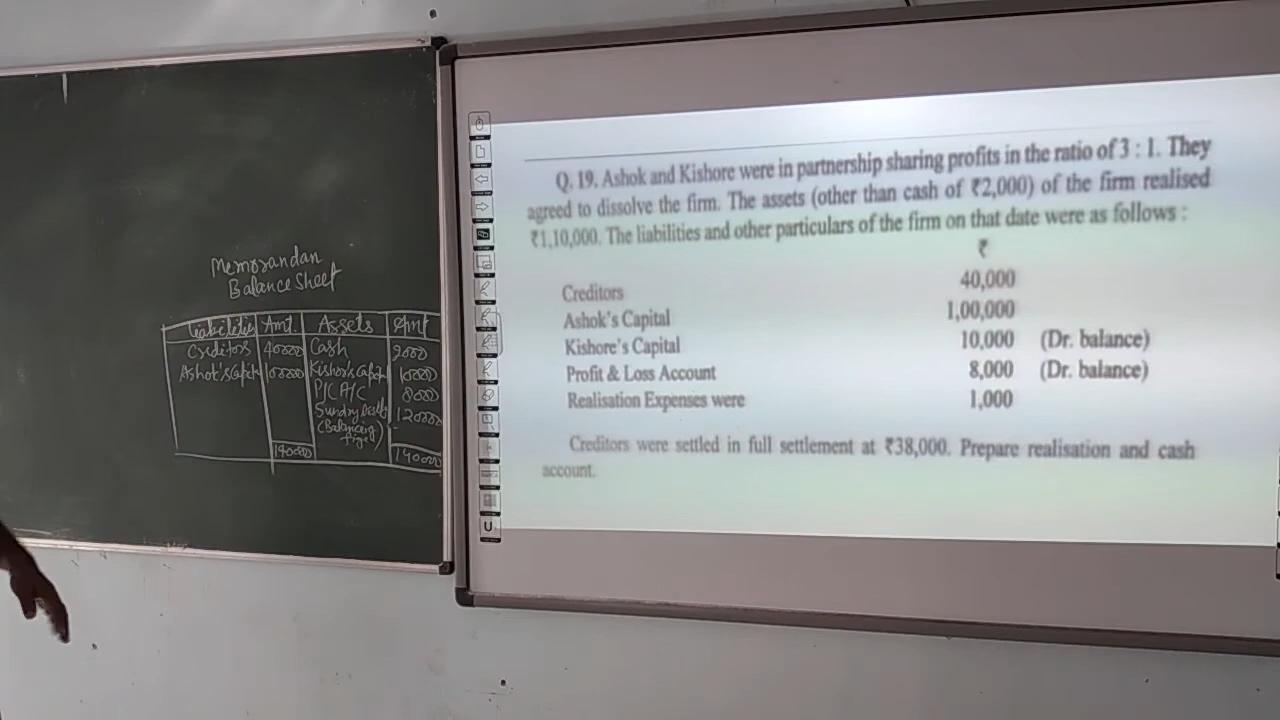 Memorandan
Balance Sheet
Liabilities Amt. Assets Amt
Creditors 40000 Cash 2000
Ashok's Capital 100000 Kishor's Capital 10000
P/L A/C 8000
Sundry Assets 120000
(Balancing
fige)
140000 140000
Q. 19. Ashok and Kishore were in partnership sharing profits in the ratio of 3 : 1. They
agreed to dissolve the firm. The assets (other than cash of ₹2,000) of the firm realised
₹1,10,000. The liabilities and other particulars of the firm on that date were as follows :
₹
Creditors 40,000
Ashok's Capital 1,00,000
Kishore's Capital 10,000 (Dr. balance)
Profit & Loss Account 8,000 (Dr. balance)
Realisation Expenses were 1,000
Creditors were settled in full settlement at ₹38,000. Prepare realisation and cash
account.
U